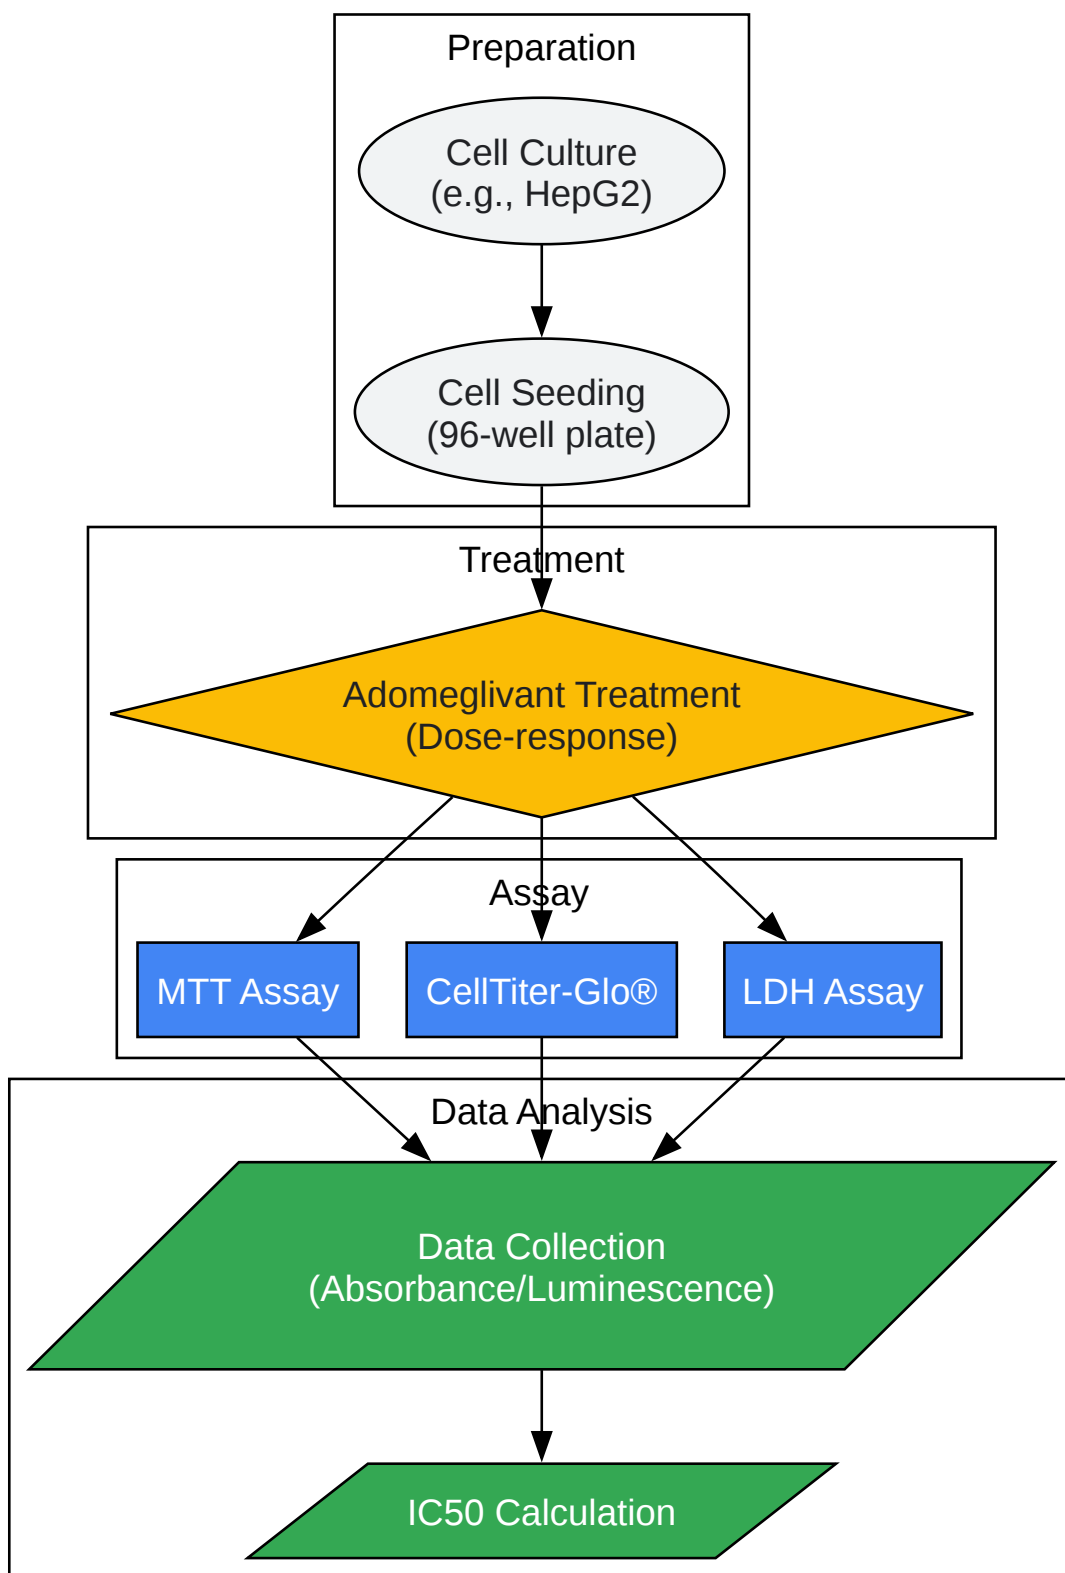 Preparation
Cell Culture
(e.g., HepG2)
Cell Seeding
(96-well plate)
Treatment
Adomeglivant Treatment
(Dose-response)
Assay
MTT Assay
CellTiter-Glo®
LDH Assay
Data Analysis
Data Collection
(Absorbance/Luminescence)
IC50 Calculation